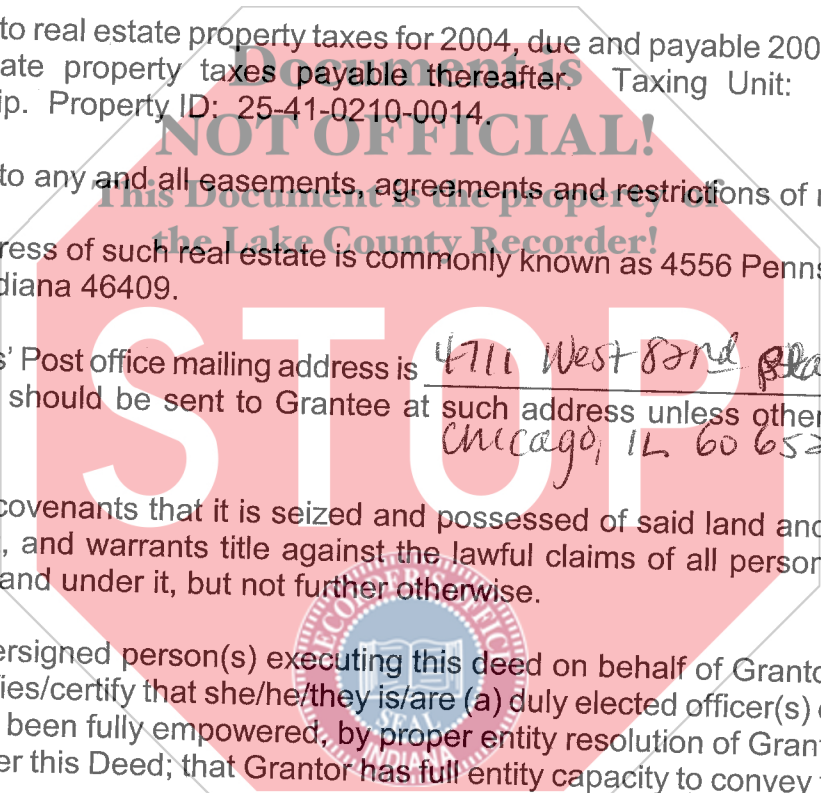 to real estate property taxes for 2004, due and payable 200
ate property taxes payable thereafter. Taxing Unit:
ip. Property ID: 25-41-0210-0014.
Document is
NOT OFFICIAL!
This Document is the property of
the Lake County Recorder!
to any and all easements, agreements and restrictions of r
ress of such real estate is commonly known as 4556 Penns
diana 46409.
STOP
s' Post office mailing address is 4711 West 82nd Pla
should be sent to Grantee at such address unless other
Chicago, IL 60652
covenants that it is seized and possessed of said land and
, and warrants title against the lawful claims of all person
and under it, but not further otherwise.
RECORDER'S OFFICE
SEAL
INDIANA
ersigned person(s) executing this deed on behalf of Granto
ies/certify that she/he/they is/are (a) duly elected officer(s) o
been fully empowered, by proper entity resolution of Grant
er this Deed; that Grantor has full entity capacity to convey